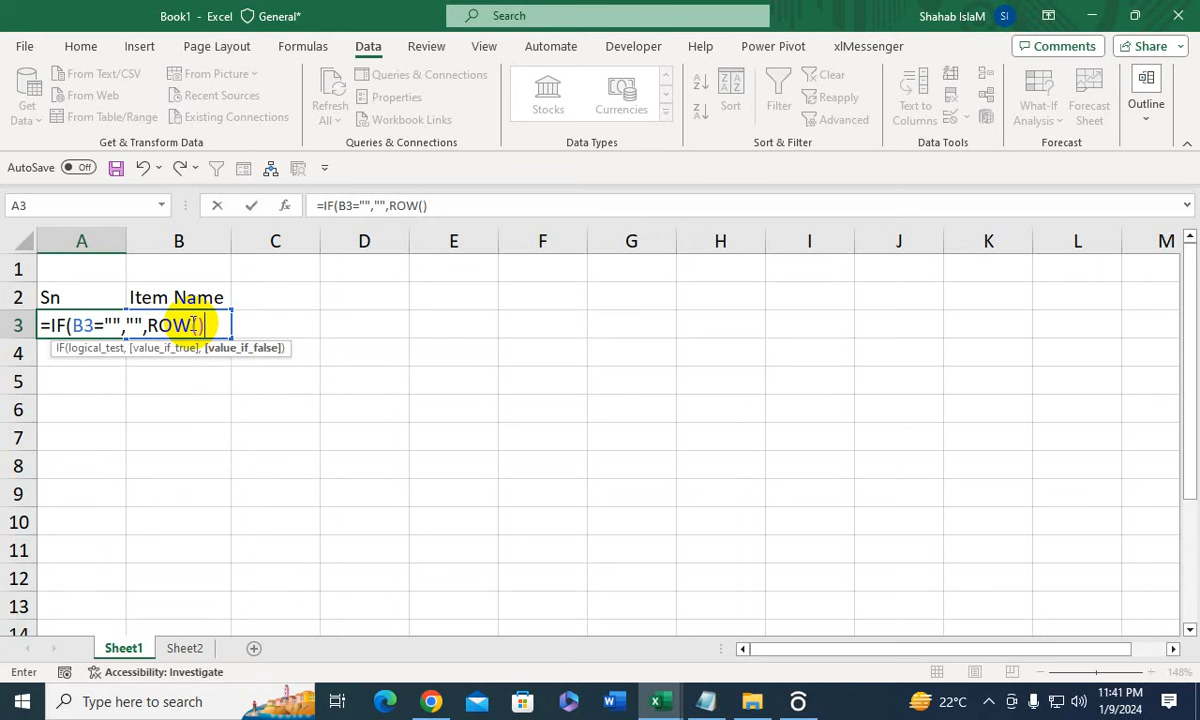 Book1 - Excel General*
Search
Shahab IslaM SI
File Home Insert Page Layout Formulas Data Review View Automate Developer Help Power Pivot xlMessenger
Comments Share
Get Data
From Text/CSV
From Web
From Table/Range
From Picture
Recent Sources
Existing Connections
Get & Transform Data
Refresh All
Queries & Connections
Properties
Workbook Links
Queries & Connections
Stocks Currencies
Data Types
Sort
Filter
Clear
Reapply
Advanced
Sort & Filter
Text to Columns
Data Tools
What-If Analysis
Forecast Sheet
Forecast
Outline
AutoSave Off
A3 fx =IF(B3="","",ROW()
A B C D E F G H I J K L M
1
2 Sn Item Name
3 =IF(B3="","",ROW()
IF(logical_test, [value_if_true], [value_if_false])
4
5
6
7
8
9
10
11
12
13
14
Sheet1 Sheet2
Enter Accessibility: Investigate 148%
Type here to search
22°C
11:41 PM
1/9/2024